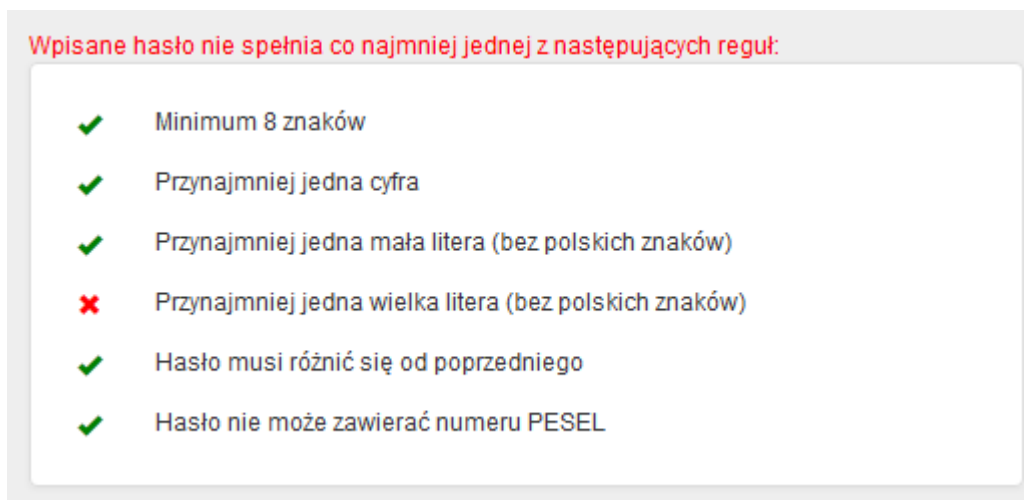 Wpisane hasło nie spełnia co najmniej jednej z następujących reguł:
Minimum 8 znaków
Przynajmniej jedna cyfra
Przynajmniej jedna mała litera (bez polskich znaków)
Przynajmniej jedna wielka litera (bez polskich znaków)
Hasło musi różnić się od poprzedniego
Hasło nie może zawierać numeru PESEL